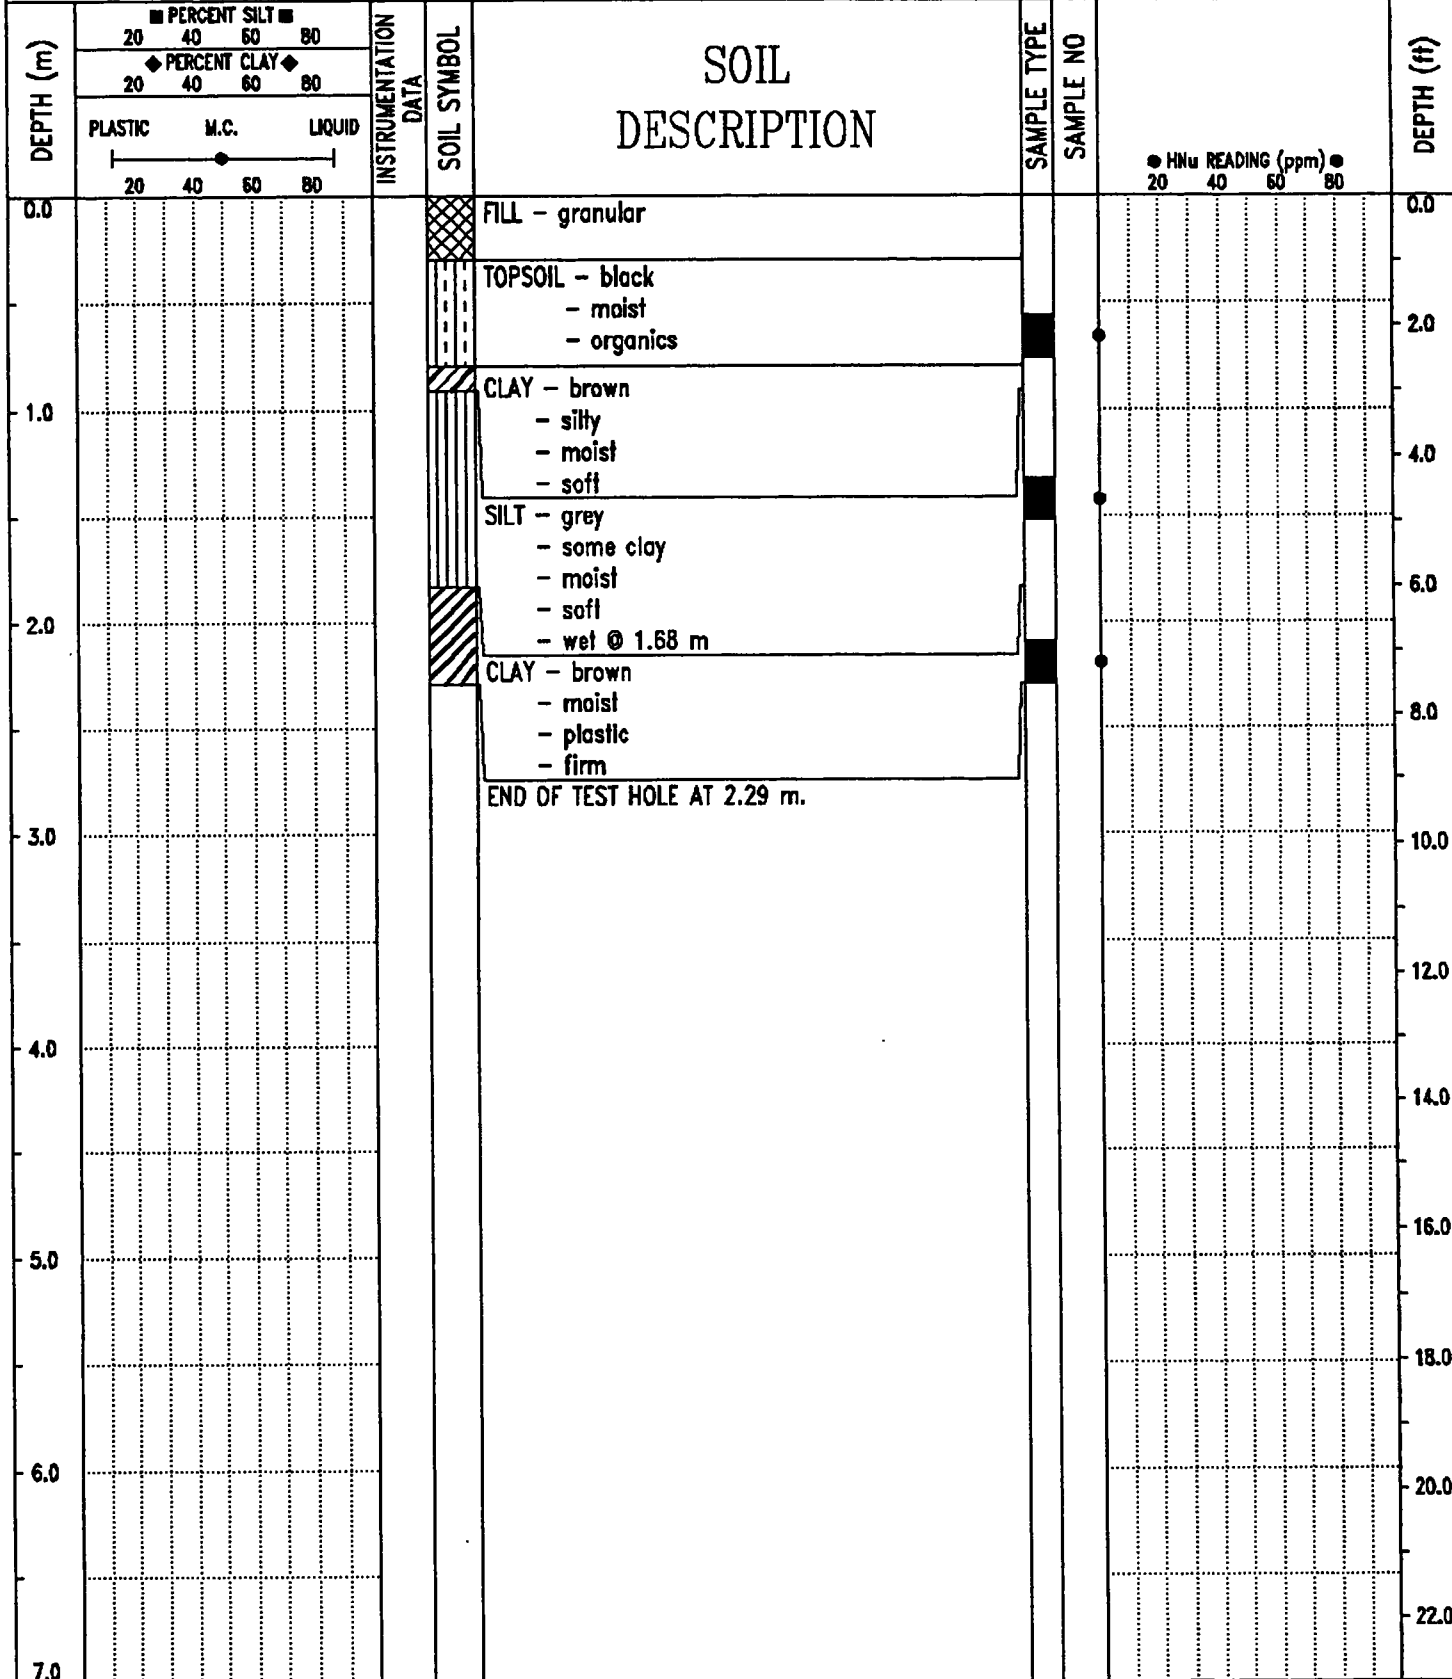 DEPTH (m)
■ PERCENT SILT ■
20 40 60 80
◆ PERCENT CLAY ◆
20 40 60 80
PLASTIC M.C. LIQUID
20 40 60 80
INSTRUMENTATION
DATA
SOIL SYMBOL
SOIL
DESCRIPTION
SAMPLE TYPE
SAMPLE NO
● HNu READING (ppm) ●
20 40 60 80
DEPTH (ft)
0.0
1.0
2.0
3.0
4.0
5.0
6.0
7.0
FILL - granular
TOPSOIL - black
- moist
- organics
CLAY - brown
- silty
- moist
- soft
SILT - grey
- some clay
- moist
- soft
- wet @ 1.68 m
CLAY - brown
- moist
- plastic
- firm
END OF TEST HOLE AT 2.29 m.
0.0
2.0
4.0
6.0
8.0
10.0
12.0
14.0
16.0
18.0
20.0
22.0